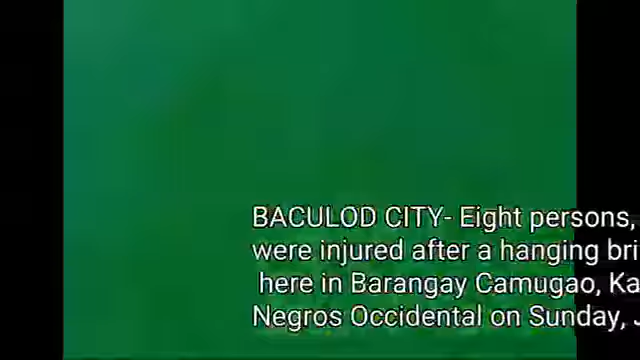 BACULOD CITY- Eight persons,
were injured after a hanging bri
here in Barangay Camugao, Ka
Negros Occidental on Sunday, J